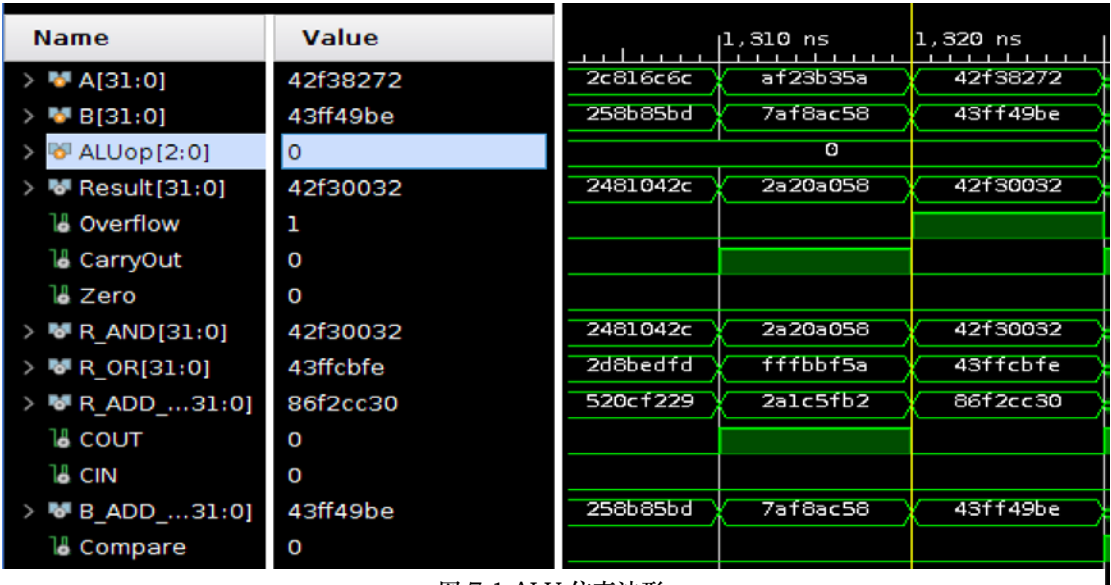 Name Value 1,310 ns 1,320 ns
A[31:0] 42f38272 2c816c6c af23b35a 42f38272
B[31:0] 43ff49be 258b85bd 7af8ac58 43ff49be
ALUop[2:0] 0 0
Result[31:0] 42f30032 2481042c 2a20a058 42f30032
Overflow 1
CarryOut 0
Zero 0
R_AND[31:0] 42f30032 2481042c 2a20a058 42f30032
R_OR[31:0] 43ffcbfe 2d8bedfd fffbbf5a 43ffcbfe
R_ADD_...31:0] 86f2cc30 520cf229 2a1c5fb2 86f2cc30
COUT 0
CIN 0
B_ADD_...31:0] 43ff49be 258b85bd 7af8ac58 43ff49be
Compare 0